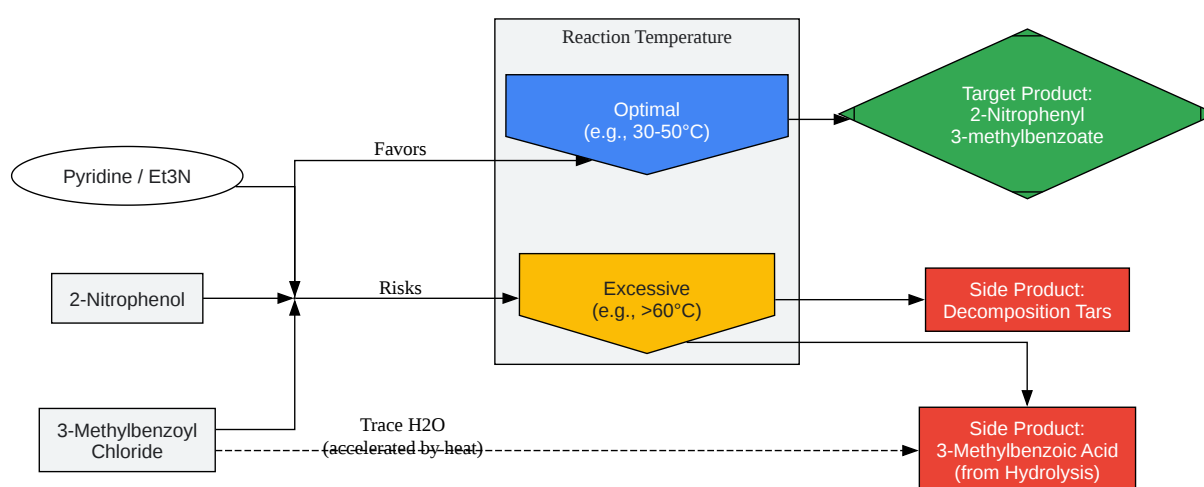 Reaction Temperature
Optimal
(e.g., 30-50°C)
Target Product:
2-Nitrophenyl
3-methylbenzoate
Favors
Pyridine / Et3N
2-Nitrophenol
Risks
Excessive
(e.g., >60°C)
Side Product:
Decomposition Tars
3-Methylbenzoyl
Chloride
Trace H2O
(accelerated by heat)
Side Product:
3-Methylbenzoic Acid
(from Hydrolysis)